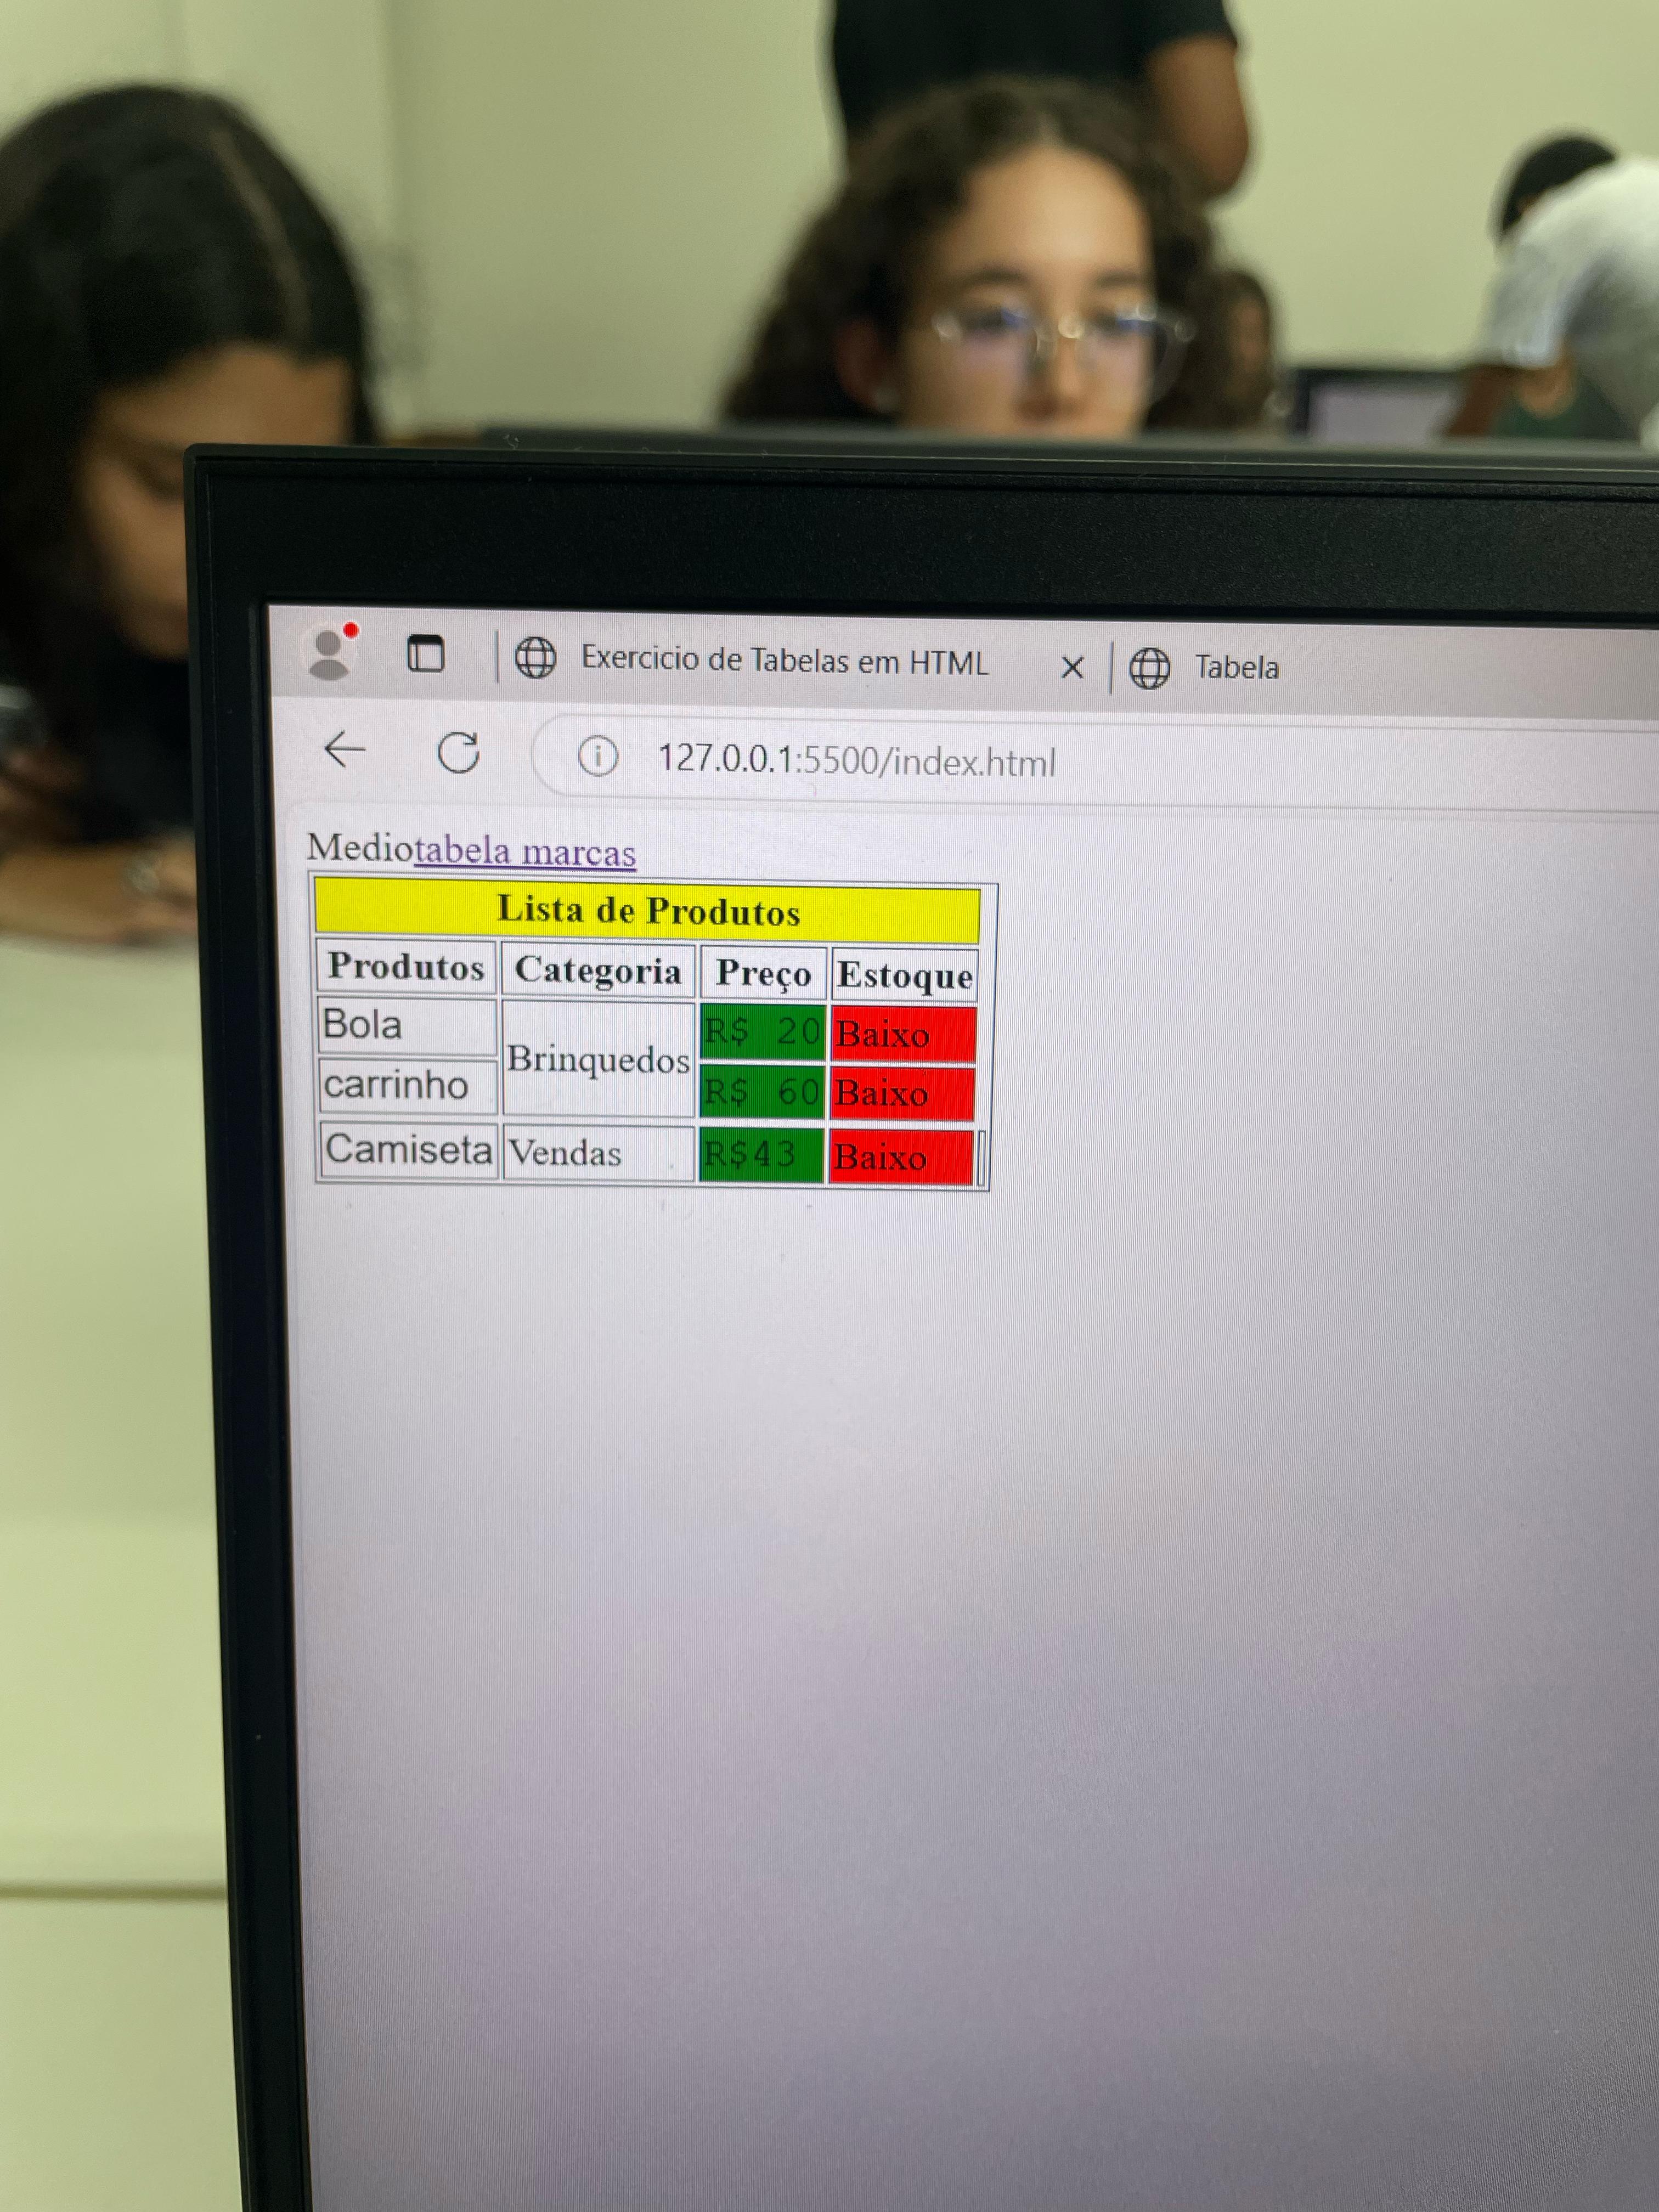 Exercicio de Tabelas em HTML Tabela
127.0.0.1:5500/index.html
Mediotabela marcas
Lista de Produtos
Produtos Categoria Preço Estoque
Bola Brinquedos R$ 20 Baixo
carrinho R$ 60 Baixo
Camiseta Vendas R$43 Baixo